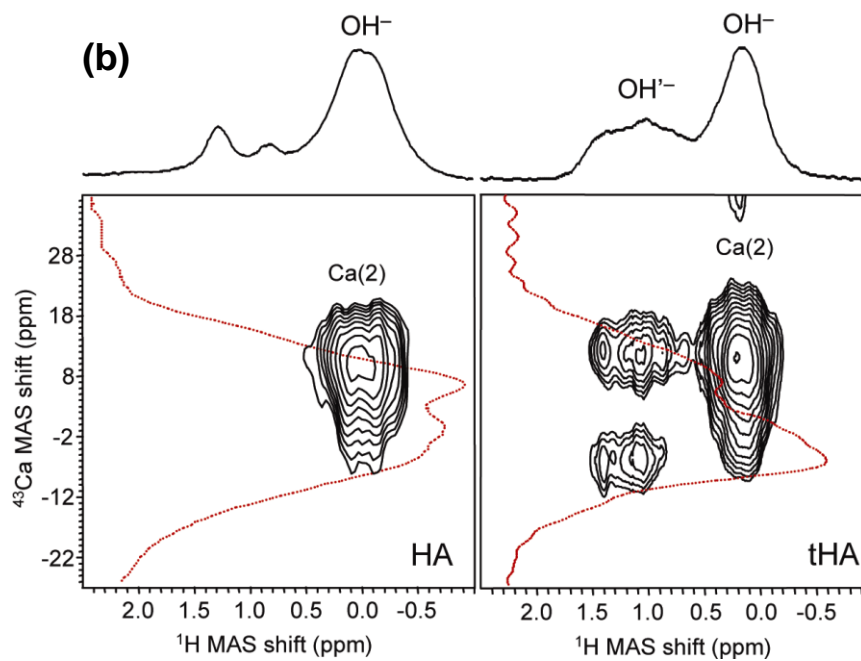 (b)
OH⁻
OH'⁻
OH⁻
Ca(2)
Ca(2)
28
18
8
-2
-12
-22
⁴³Ca MAS shift (ppm)
HA
tHA
2.0 1.5 1.0 0.5 0.0 -0.5
2.0 1.5 1.0 0.5 0.0 -0.5
¹H MAS shift (ppm)
¹H MAS shift (ppm)